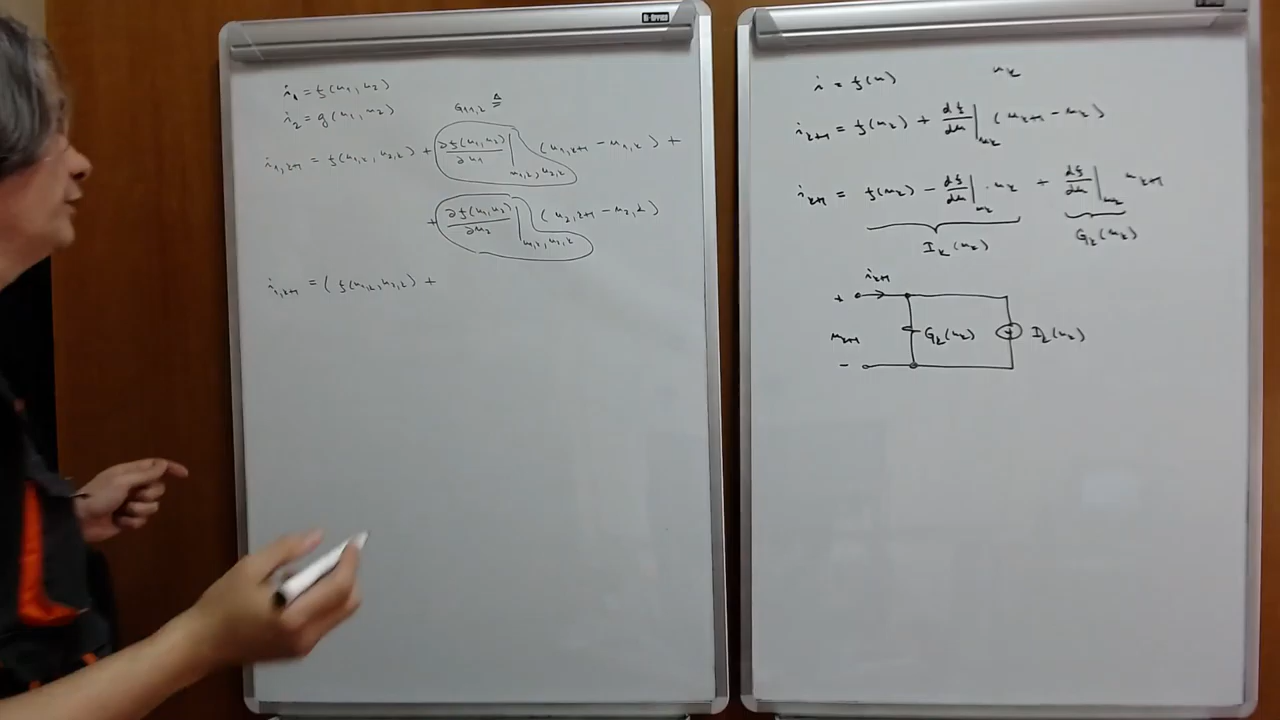 Bi-Office
i₁ = f(u₁, u₂)
i₂ = g(u₁, u₂)
G₁₁,ₖ ≜
i₁,ₖ₊₁ = f(u₁,ₖ, u₂,ₖ) + ∂f(u₁, u₂)/∂u₁ |u₁,ₖ, u₂,ₖ (u₁,ₖ₊₁ − u₁,ₖ) +
+ ∂f(u₁, u₂)/∂u₂ |u₁,ₖ, u₂,ₖ (u₂,ₖ₊₁ − u₂,ₖ)
i₁,ₖ₊₁ = (f(u₁,ₖ, u₂,ₖ) +
i = f(u) uₖ
iₖ₊₁ = f(uₖ) + df/du |uₖ (uₖ₊₁ − uₖ)
iₖ₊₁ = f(uₖ) − df/du |uₖ · uₖ + df/du |uₖ uₖ₊₁
Iₖ(uₖ) Gₖ(uₖ)
iₖ₊₁
+
uₖ₊₁ Gₖ(uₖ) Iₖ(uₖ)
−